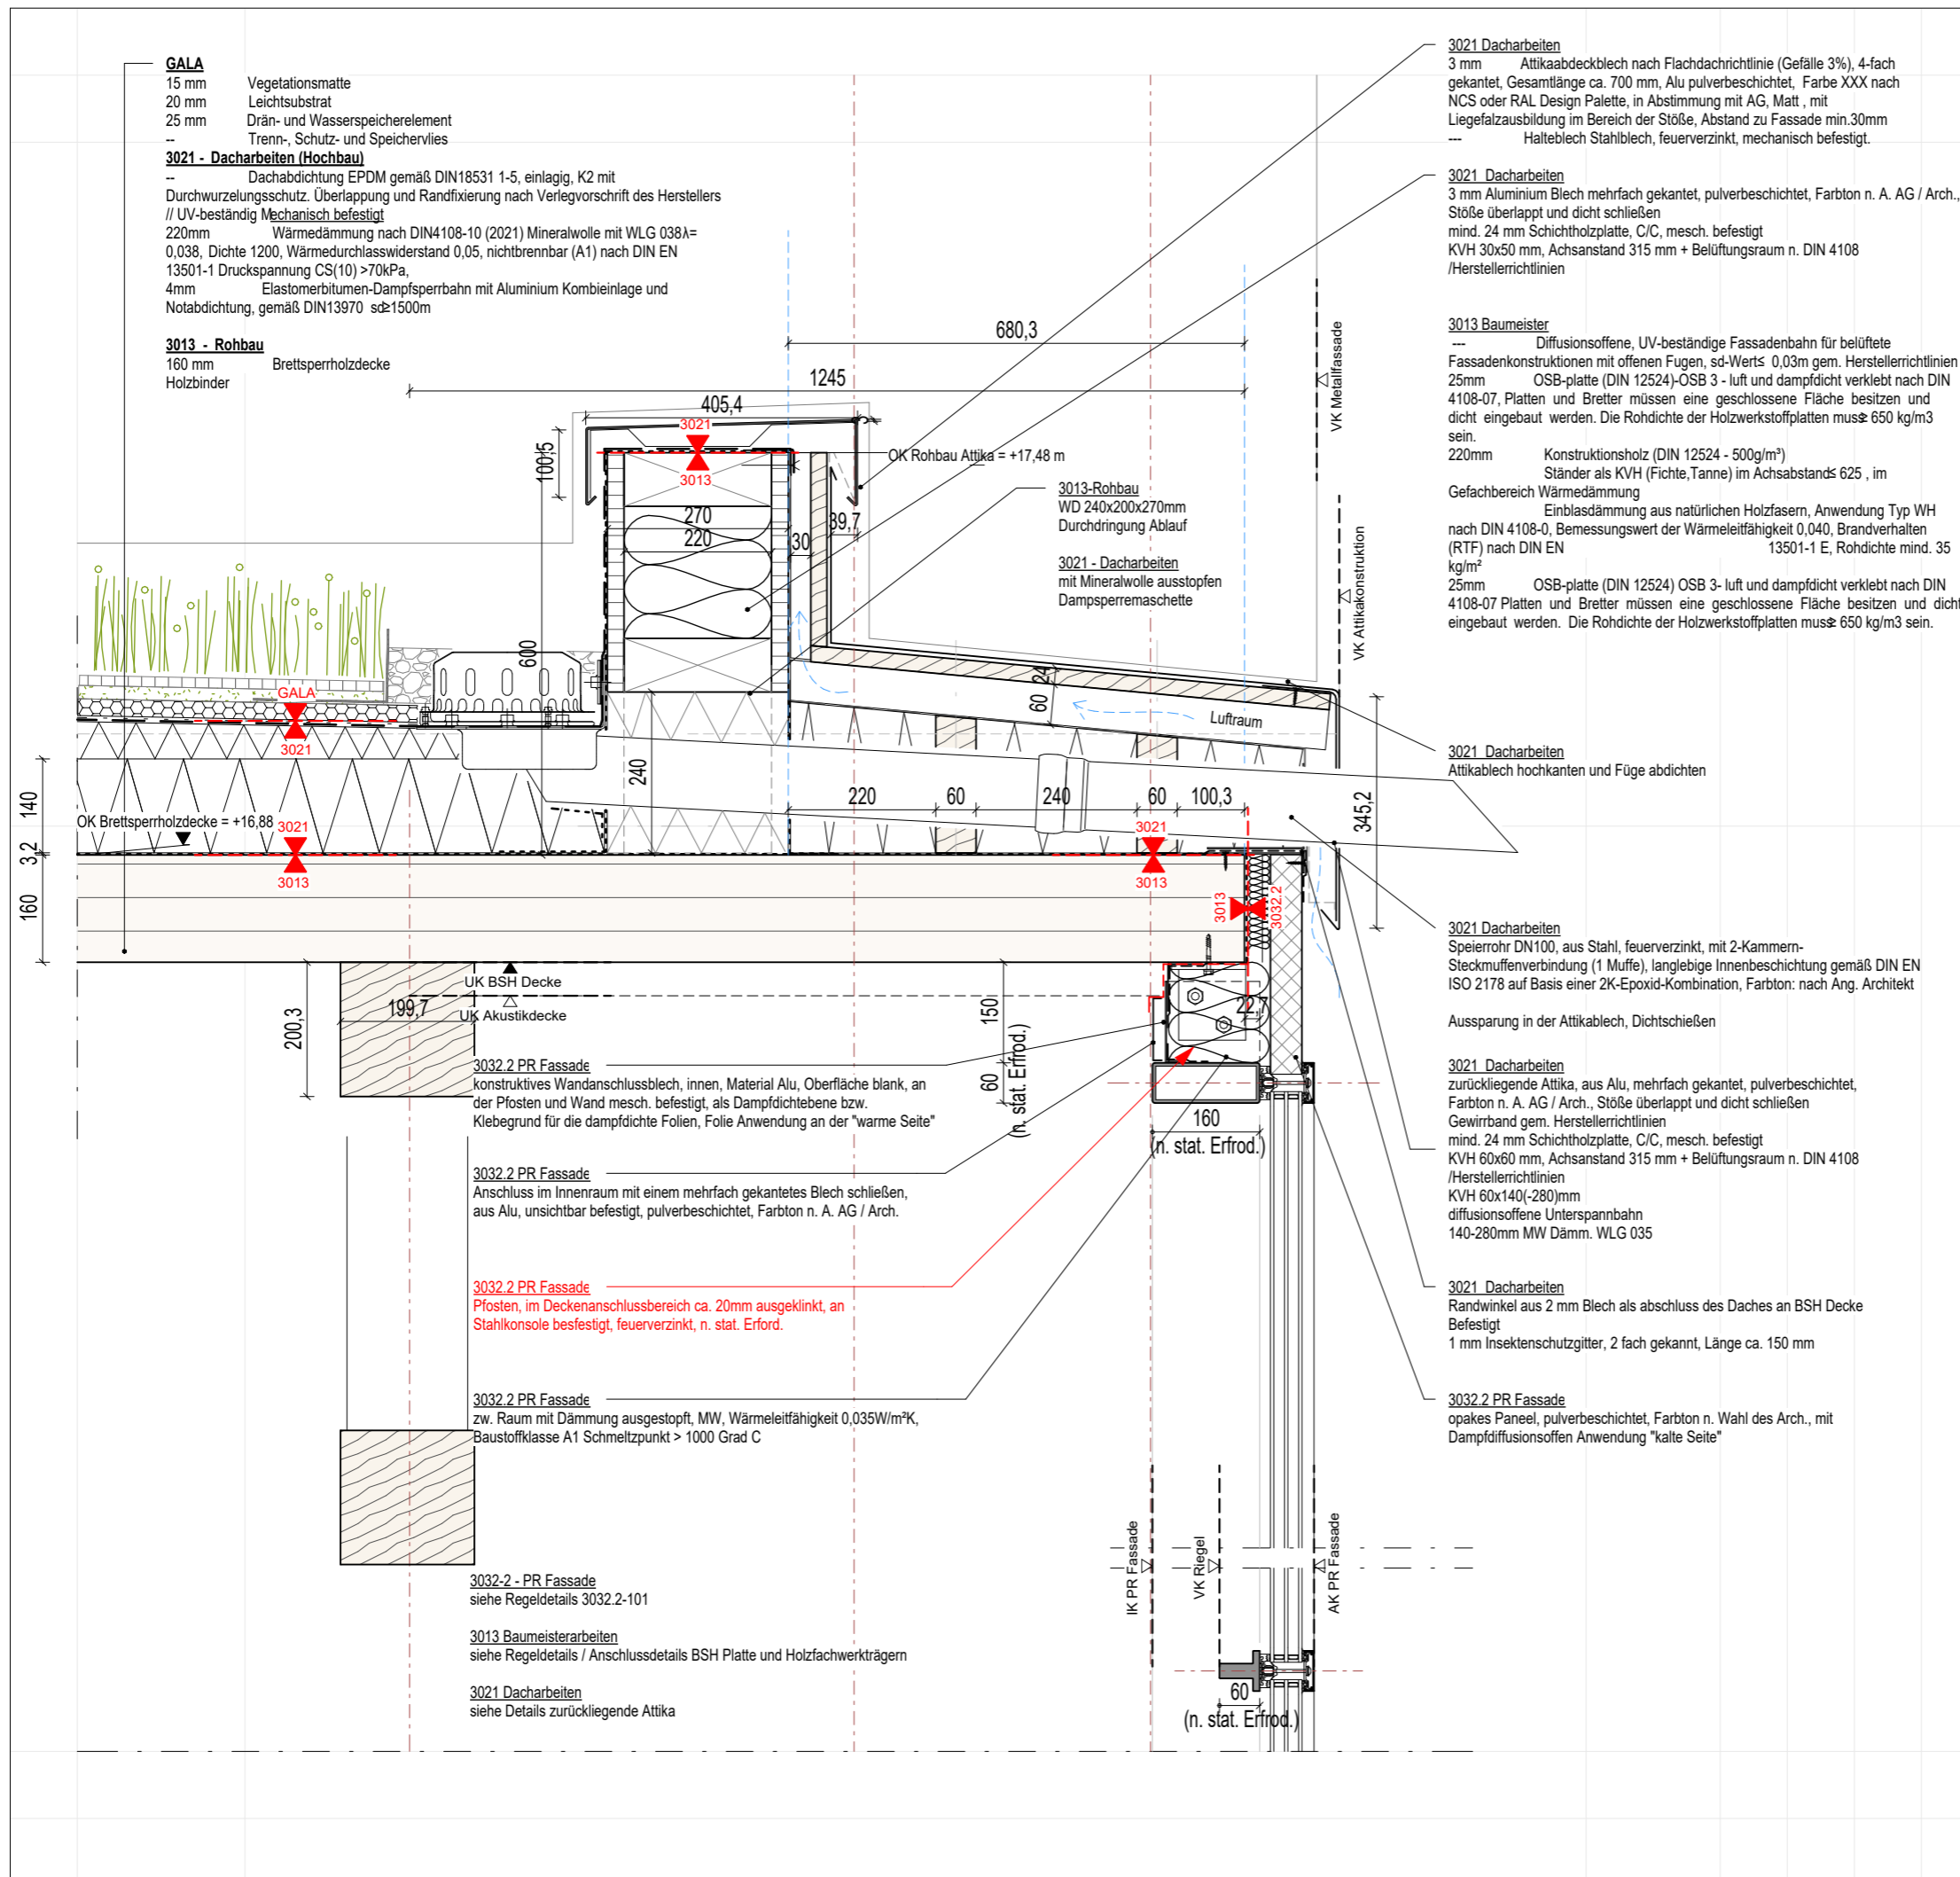 GALA
15 mm Vegetationsmatte
20 mm Leichtsubstrat
25 mm Drän- und Wasserspeicherelement
-- Trenn-, Schutz- und Speichervlies
3021 - Dacharbeiten (Hochbau)
-- Dachabdichtung EPDM gemäß DIN18531 1-5, einlagig, K2 mit
Durchwurzelungsschutz. Überlappung und Randfixierung nach Verlegvorschrift des Herstellers
// UV-beständig Mechanisch befestigt
220mm Wärmedämmung nach DIN4108-10 (2021) Mineralwolle mit WLG 038λ=
0,038, Dichte 1200, Wärmedurchlasswiderstand 0,05, nichtbrennbar (A1) nach DIN EN
13501-1 Druckspannung CS(10) >70kPa,
4mm Elastomerbitumen-Dampfsperrbahn mit Aluminium Kombieinlage und
Notabdichtung, gemäß DIN13970 sd≥1500m
3013 - Rohbau
160 mm Brettsperrholzdecke
Holzbinder
3021 Dacharbeiten
3 mm Attikaabdeckblech nach Flachdachrichtlinie (Gefälle 3%), 4-fach
gekantet, Gesamtlänge ca. 700 mm, Alu pulverbeschichtet, Farbe XXX nach
NCS oder RAL Design Palette, in Abstimmung mit AG, Matt , mit
Liegefalzausbildung im Bereich der Stöße, Abstand zu Fassade min.30mm
--- Halteblech Stahlblech, feuerverzinkt, mechanisch befestigt.
3021 Dacharbeiten
3 mm Aluminium Blech mehrfach gekantet, pulverbeschichtet, Farbton n. A. AG / Arch.,
Stöße überlappt und dicht schließen
mind. 24 mm Schichtholzplatte, C/C, mesch. befestigt
KVH 30x50 mm, Achsanstand 315 mm + Belüftungsraum n. DIN 4108
/Herstellerrichtlinien
3013 Baumeister
--- Diffusionsoffene, UV-beständige Fassadenbahn für belüftete
Fassadenkonstruktionen mit offenen Fugen, sd-Wert≤ 0,03m gem. Herstellerrichtlinien
25mm OSB-platte (DIN 12524)-OSB 3 - luft und dampfdicht verklebt nach DIN
4108-07, Platten und Bretter müssen eine geschlossene Fläche besitzen und
dicht eingebaut werden. Die Rohdichte der Holzwerkstoffplatten muss≥ 650 kg/m3
sein.
220mm Konstruktionsholz (DIN 12524 - 500g/m³)
Ständer als KVH (Fichte,Tanne) im Achsabstand≤ 625 , im
Gefachbereich Wärmedämmung
Einblasdämmung aus natürlichen Holzfasern, Anwendung Typ WH
nach DIN 4108-0, Bemessungswert der Wärmeleitfähigkeit 0,040, Brandverhalten
(RTF) nach DIN EN 13501-1 E, Rohdichte mind. 35
kg/m²
25mm OSB-platte (DIN 12524) OSB 3- luft und dampfdicht verklebt nach DIN
4108-07 Platten und Bretter müssen eine geschlossene Fläche besitzen und dicht
eingebaut werden. Die Rohdichte der Holzwerkstoffplatten muss≥ 650 kg/m3 sein.
680,3
1245
405,4
3
100,5
3021
3013
OK Rohbau Attika = +17,48 m
VK Metallfassade
VK Attikakonstruktion
270
220
30
39,7
600
240
3013-Rohbau
WD 240x200x270mm
Durchdringung Ablauf
3021 - Dacharbeiten
mit Mineralwolle ausstopfen
Dampsperremaschette
24
60
Luftraum
GALA
3021
140
3,2
160
OK Brettsperrholzdecke = +16,88
3021
3013
220
60
240
60
100,3
345,2
3021
3013
3013
3032.2
3021 Dacharbeiten
Attikablech hochkanten und Füge abdichten
3021 Dacharbeiten
Speierrohr DN100, aus Stahl, feuerverzinkt, mit 2-Kammern-
Steckmuffenverbindung (1 Muffe), langlebige Innenbeschichtung gemäß DIN EN
ISO 2178 auf Basis einer 2K-Epoxid-Kombination, Farbton: nach Ang. Architekt
Aussparung in der Attikablech, Dichtschießen
3021 Dacharbeiten
zurückliegende Attika, aus Alu, mehrfach gekantet, pulverbeschichtet,
Farbton n. A. AG / Arch., Stöße überlappt und dicht schließen
Gewirrband gem. Herstellerrichtlinien
mind. 24 mm Schichtholzplatte, C/C, mesch. befestigt
KVH 60x60 mm, Achsanstand 315 mm + Belüftungsraum n. DIN 4108
/Herstellerrichtlinien
KVH 60x140(-280)mm
diffusionsoffene Unterspannbahn
140-280mm MW Dämm. WLG 035
3021 Dacharbeiten
Randwinkel aus 2 mm Blech als abschluss des Daches an BSH Decke
Befestigt
1 mm Insektenschutzgitter, 2 fach gekannt, Länge ca. 150 mm
3032.2 PR Fassade
opakes Paneel, pulverbeschichtet, Farbton n. Wahl des Arch., mit
Dampfdiffusionsoffen Anwendung "kalte Seite"
UK BSH Decke
UK Akustikdecke
200,3
199,7
150
60
(n. stat. Erfrod.)
22,7
160
(n. stat. Erfrod.)
3032.2 PR Fassade
konstruktives Wandanschlussblech, innen, Material Alu, Oberfläche blank, an
der Pfosten und Wand mesch. befestigt, als Dampfdichtebene bzw.
Klebegrund für die dampfdichte Folien, Folie Anwendung an der "warme Seite"
3032.2 PR Fassade
Anschluss im Innenraum mit einem mehrfach gekantetes Blech schließen,
aus Alu, unsichtbar befestigt, pulverbeschichtet, Farbton n. A. AG / Arch.
3032.2 PR Fassade
Pfosten, im Deckenanschlussbereich ca. 20mm ausgeklinkt, an
Stahlkonsole besfestigt, feuerverzinkt, n. stat. Erford.
3032.2 PR Fassade
zw. Raum mit Dämmung ausgestopft, MW, Wärmeleitfähigkeit 0,035W/m²K,
Baustoffklasse A1 Schmeltzpunkt > 1000 Grad C
IK PR Fassade
VK Riegel
AK PR Fassade
60
(n. stat. Erfrod.)
3032-2 - PR Fassade
siehe Regeldetails 3032.2-101
3013 Baumeisterarbeiten
siehe Regeldetails / Anschlussdetails BSH Platte und Holzfachwerkträgern
3021 Dacharbeiten
siehe Details zurückliegende Attika